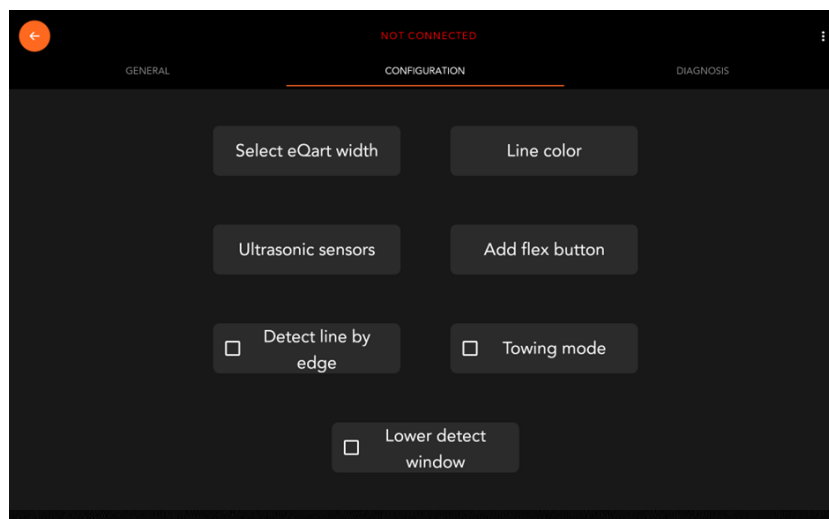 NOT CONNECTED
GENERAL CONFIGURATION DIAGNOSIS
Select eQart width
Line color
Ultrasonic sensors
Add flex button
Detect line by
edge
Towing mode
Lower detect
window